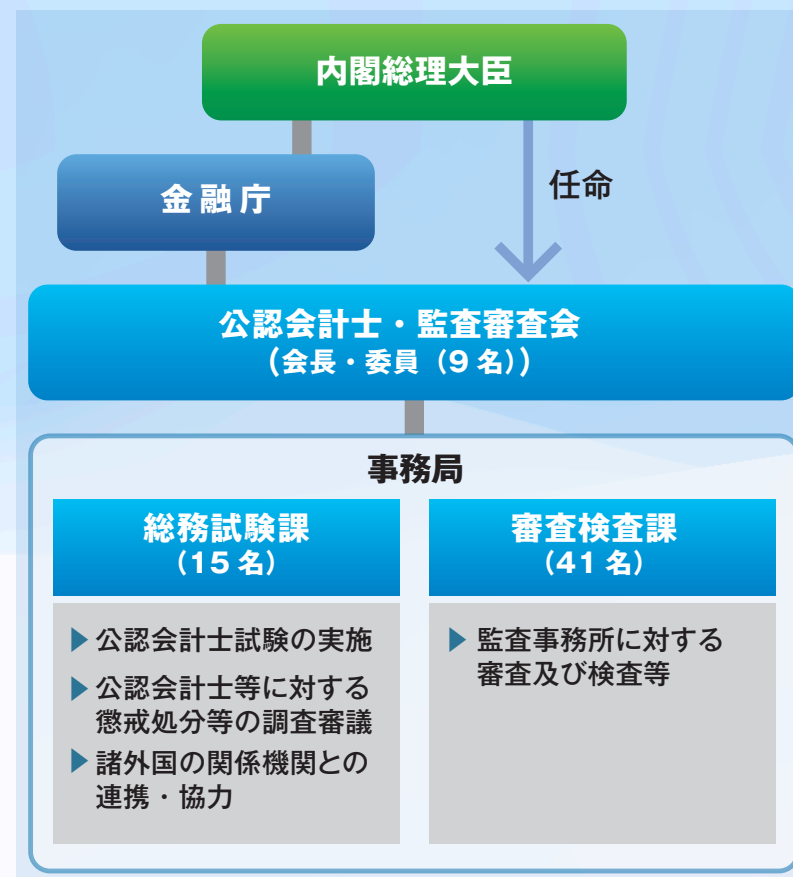 内閣総理大臣
金融庁
任命
公認会計士・監査審査会
(会長・委員（9名）)
事務局
総務試験課
（15名）
▶公認会計士試験の実施
▶公認会計士等に対する
懲戒処分等の調査審議
▶諸外国の関係機関との
連携・協力
審査検査課
（41名）
▶監査事務所に対する
審査及び検査等